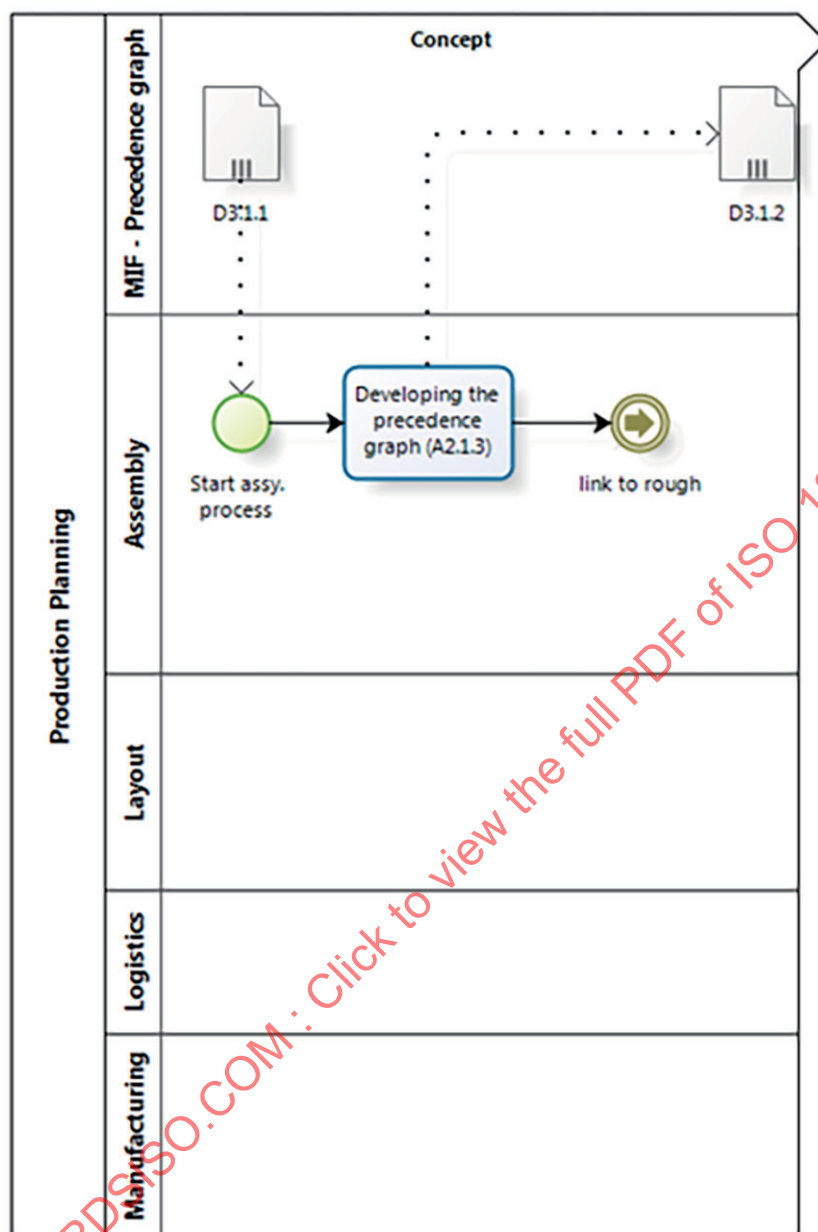 Concept
MIF - Precedence graph
D3.1.1
D3.1.2
Production Planning
Assembly
Developing the
precedence
graph (A2.1.3)
Start assy.
process
link to rough
Layout
Logistics
Manufacturing
.COM : Click to view the full PDF of ISO